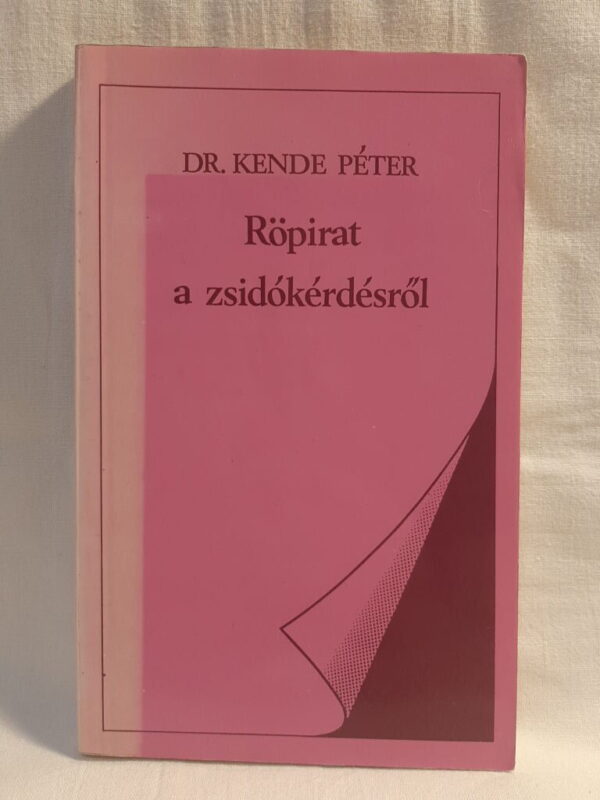 DR. KENDE PÉTER
Röpirat
a zsidókérdésről